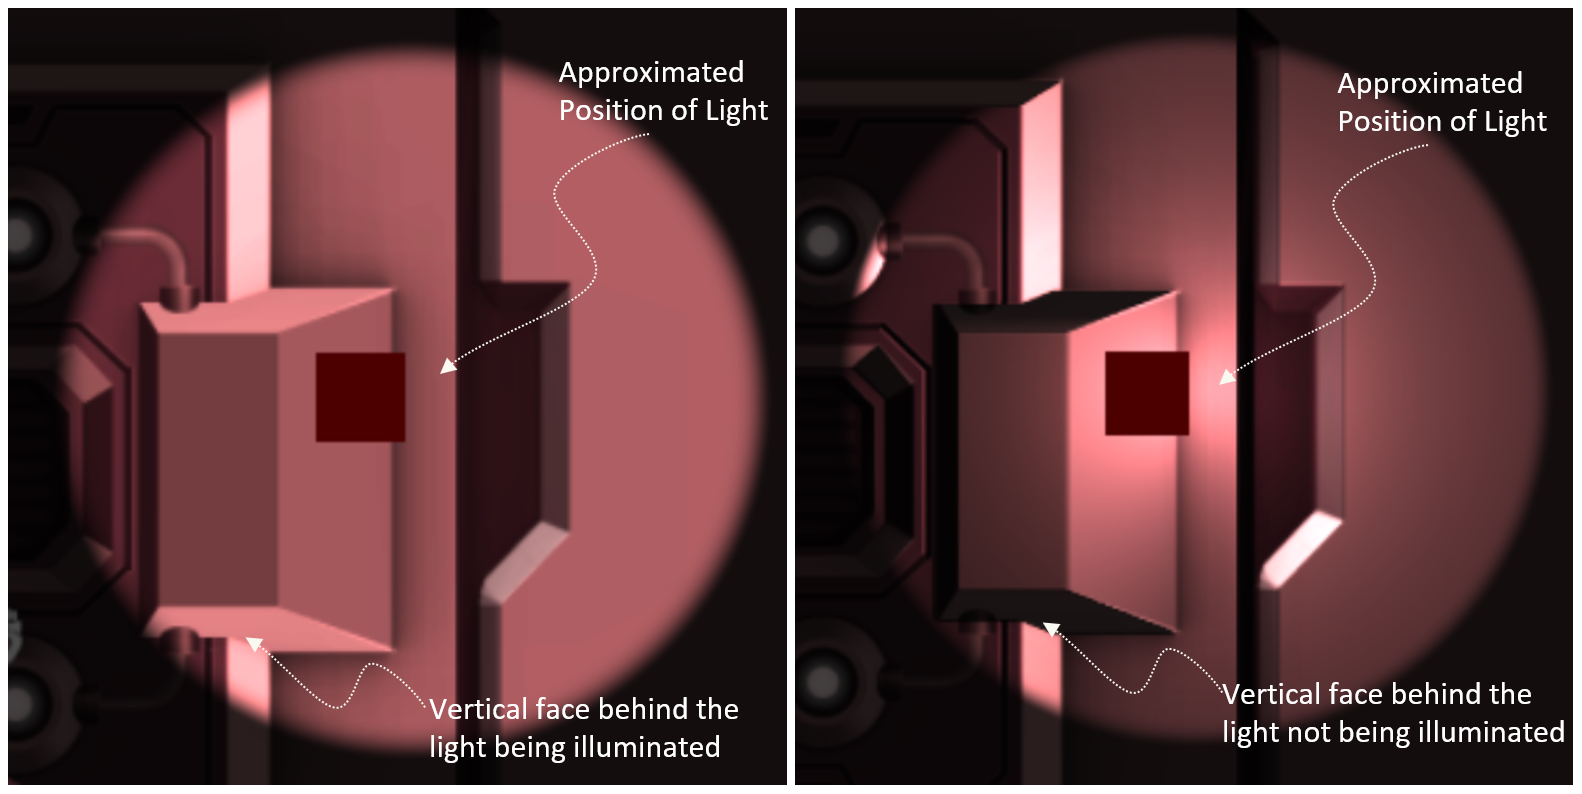 Approximated
Position of Light
Vertical face behind the
light being illuminated
Approximated
Position of Light
Vertical face behind the
light not being illuminated